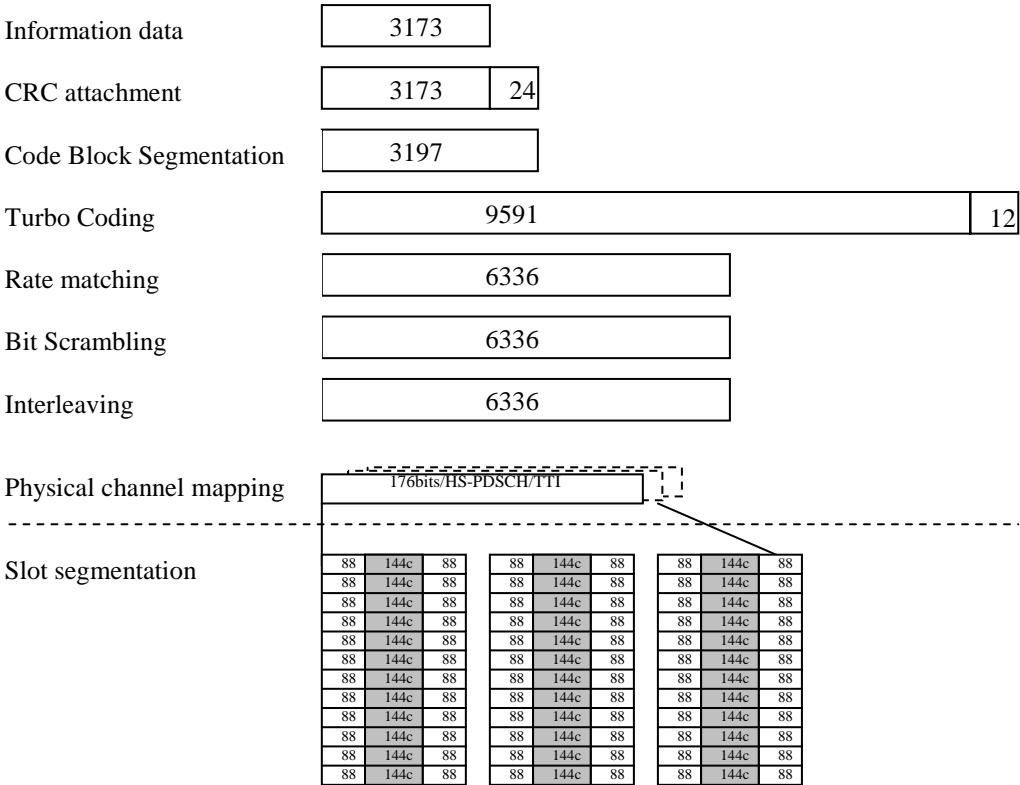 Information data 3173
CRC attachment 3173 24
Code Block Segmentation 3197
Turbo Coding 9591 12
Rate matching 6336
Bit Scrambling 6336
Interleaving 6336
Physical channel mapping 176bits/HS-PDSCH/TTI
Slot segmentation
88 144c 88 88 144c 88 88 144c 88
88 144c 88 88 144c 88 88 144c 88
88 144c 88 88 144c 88 88 144c 88
88 144c 88 88 144c 88 88 144c 88
88 144c 88 88 144c 88 88 144c 88
88 144c 88 88 144c 88 88 144c 88
88 144c 88 88 144c 88 88 144c 88
88 144c 88 88 144c 88 88 144c 88
88 144c 88 88 144c 88 88 144c 88
88 144c 88 88 144c 88 88 144c 88
88 144c 88 88 144c 88 88 144c 88
88 144c 88 88 144c 88 88 144c 88